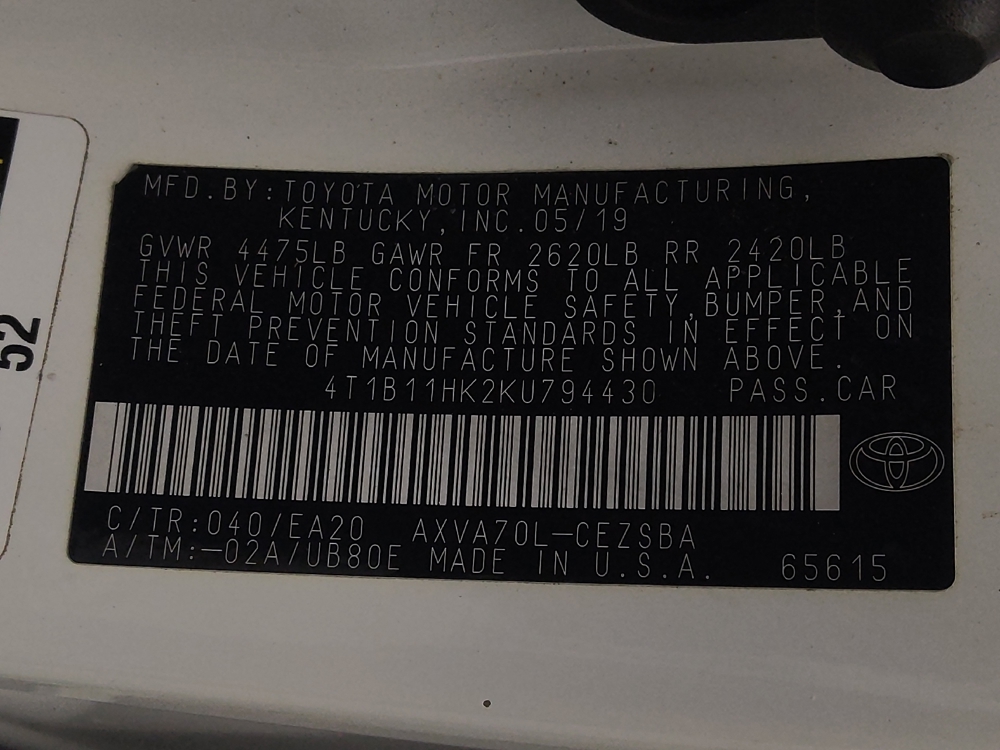 MFD.BY:TOYOTA MOTOR MANUFACTURING,
KENTUCKY,INC.05/19
GVWR 4475LB GAWR FR 2620LB RR 2420LB
THIS VEHICLE CONFORMS TO ALL APPLICABLE
FEDERAL MOTOR VEHICLE SAFETY,BUMPER,AND
THEFT PREVENTION STANDARDS IN EFFECT ON
THE DATE OF MANUFACTURE SHOWN ABOVE.
4T1B11HK2KU794430 PASS.CAR
C/TR:040/EA20 AXVA70L-CEZSBA
A/TM:-02A/UB80E MADE IN U.S.A. 65615
52